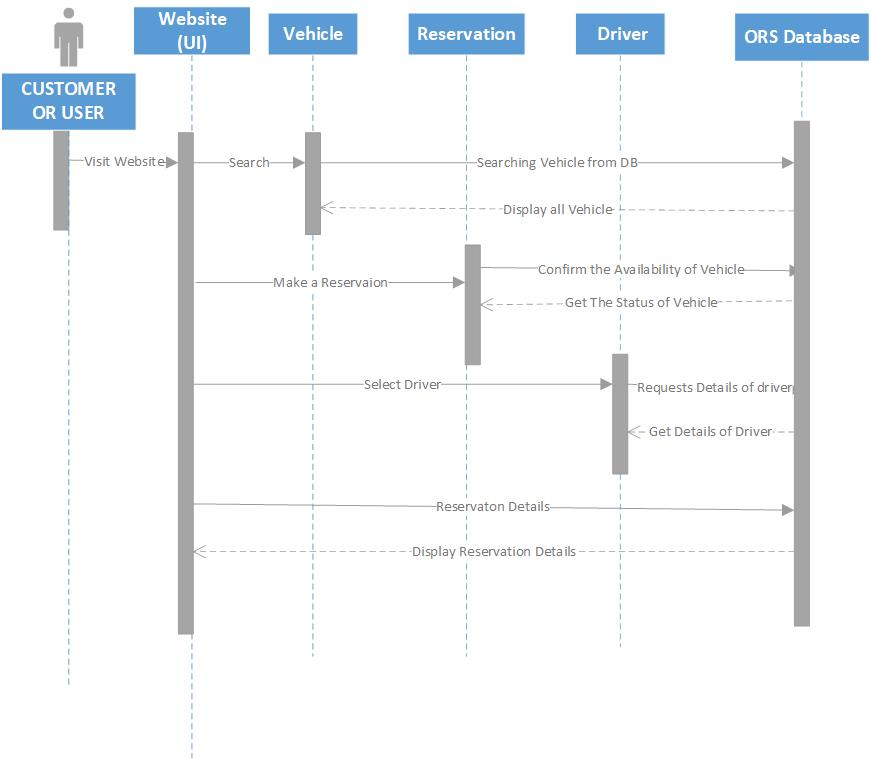 Website
(UI)
Vehicle
Reservation
Driver
ORS Database
CUSTOMER
OR USER
Visit Website
Search
Searching Vehicle from DB
Display all Vehicle
Confirm the Availability of Vehicle
Make a Reservaion
Get The Status of Vehicle
Select Driver
Requests Details of driver
Get Details of Driver
Reservaton Details
Display Reservation Details